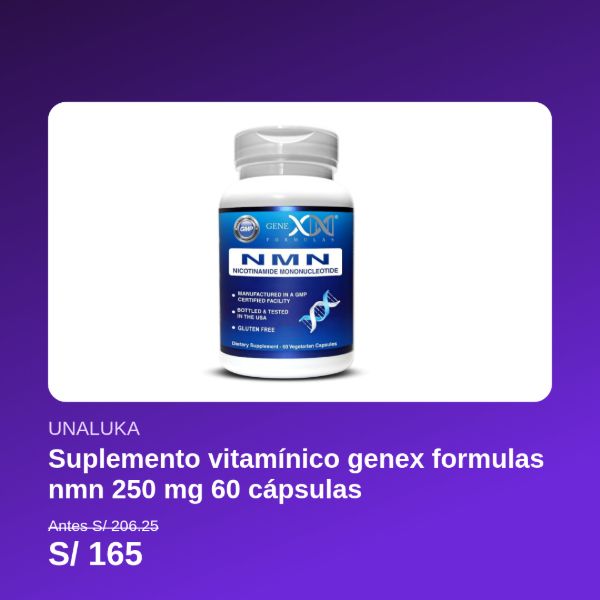 GMP
GENE XN®
FORMULAS
NMN
NICOTINAMIDE MONONUCLEOTIDE
• MANUFACTURED IN A GMP
CERTIFIED FACILITY
• BOTTLED & TESTED
IN THE USA
• GLUTEN FREE
Dietary Supplement - 60 Vegetarian Capsules
UNALUKA
Suplemento vitamínico genex formulas
nmn 250 mg 60 cápsulas
Antes S/ 206.25
S/ 165